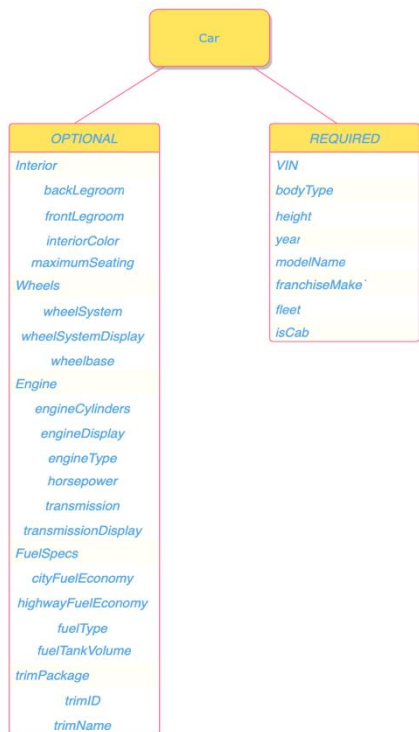 Car
OPTIONAL
Interior
backLegroom
frontLegroom
interiorColor
maximumSeating
Wheels
wheelSystem
wheelSystemDisplay
wheelbase
Engine
engineCylinders
engineDisplay
engineType
horsepower
transmission
transmissionDisplay
FuelSpecs
cityFuelEconomy
highwayFuelEconomy
fuelType
fuelTankVolume
trimPackage
trimID
trimName
REQUIRED
VIN
bodyType
height
year
modelName
franchiseMake`
fleet
isCab